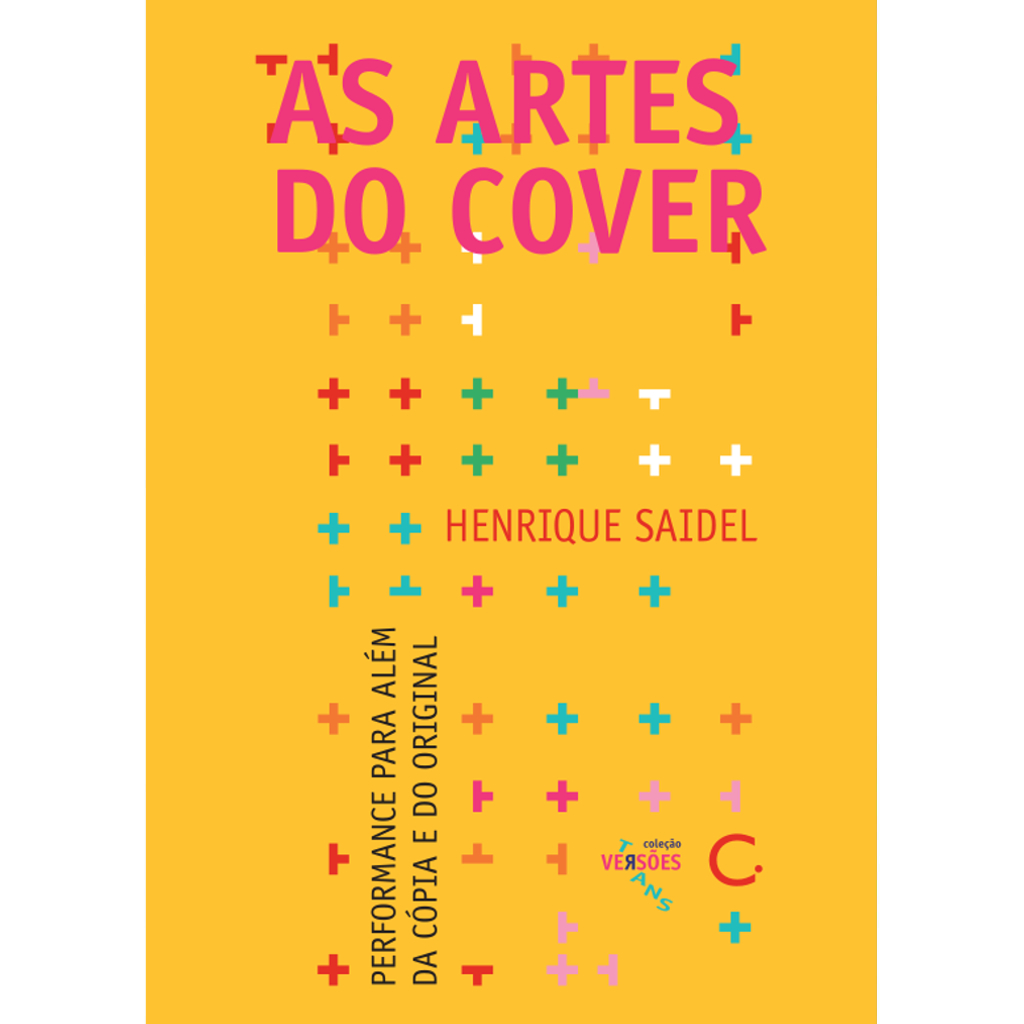 AS ARTES
DO COVER
HENRIQUE SAIDEL
PERFORMANCE PARA ALÉM
DA CÓPIA E DO ORIGINAL
coleção
TRANS
VERSÕES
C.